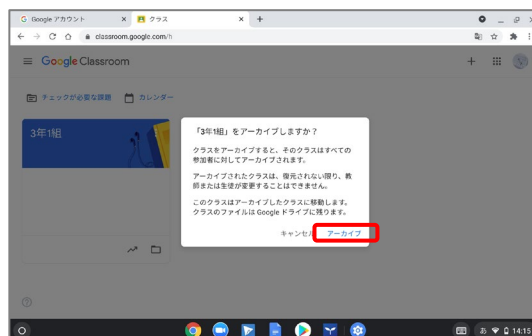 Google アカウント
クラス
classroom.google.com/h
Google Classroom
チェックが必要な課題
カレンダー
3年1組
「3年1組」をアーカイブしますか？
クラスをアーカイブすると、そのクラスはすべての
参加者に対してアーカイブされます。
アーカイブされたクラスは、復元されない限り、教
師または生徒が変更することはできません。
このクラスはアーカイブしたクラスに移動します。
クラスのファイルは Google ドライブに残ります。
キャンセル
アーカイブ
あ
14:15